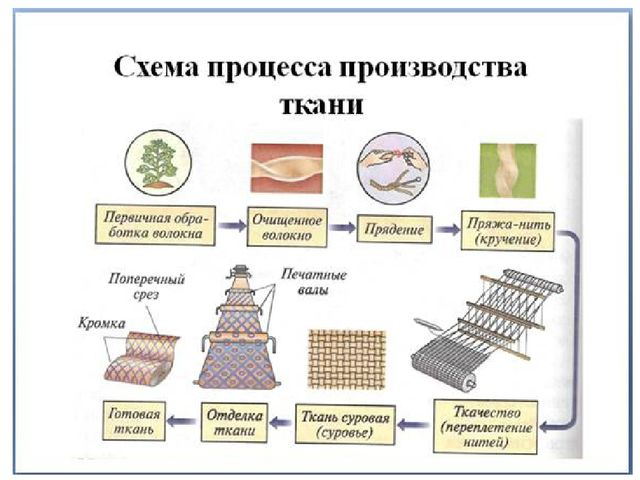 Схема процесса производства
ткани
Первичная обра-
ботка волокна
Очищенное
волокно
Прядение
Пряжа-нить
(кручение)
Поперечный
срез
Кромка
Печатные
валы
Готовая
ткань
Отделка
ткани
Ткань суровая
(суровье)
Ткачество
(переплетение
нитей)